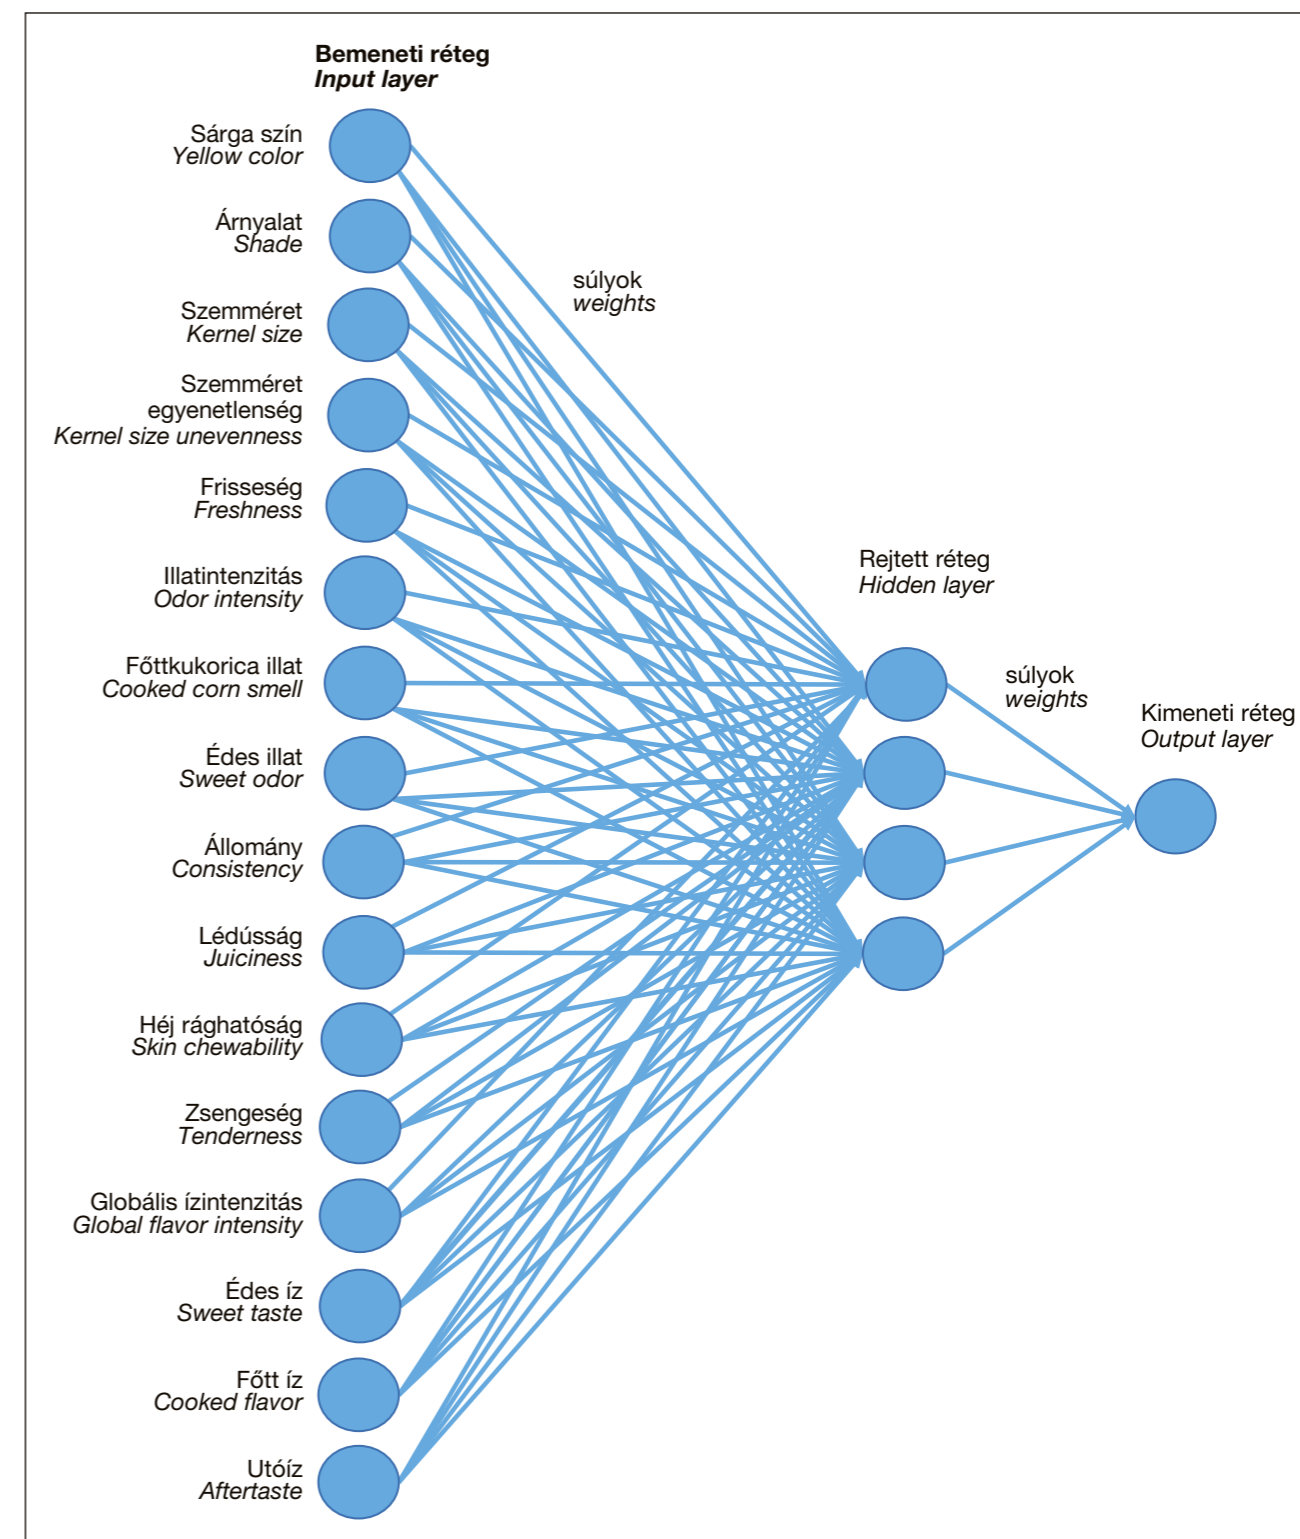 Bemeneti réteg
Input layer
Sárga szín
Yellow color
Árnyalat
Shade
súlyok
weights
Szemméret
Kernel size
Szemméret
egyenetlenség
Kernel size unevenness
Frisseség
Freshness
Rejtett réteg
Hidden layer
Illatintenzitás
Odor intensity
Főttkukorica illat
Cooked corn smell
súlyok
weights
Kimeneti réteg
Output layer
Édes illat
Sweet odor
Állomány
Consistency
Lédússág
Juiciness
Héj rághatóság
Skin chewability
Zsengeség
Tenderness
Globális ízintenzitás
Global flavor intensity
Édes íz
Sweet taste
Főtt íz
Cooked flavor
Utóíz
Aftertaste